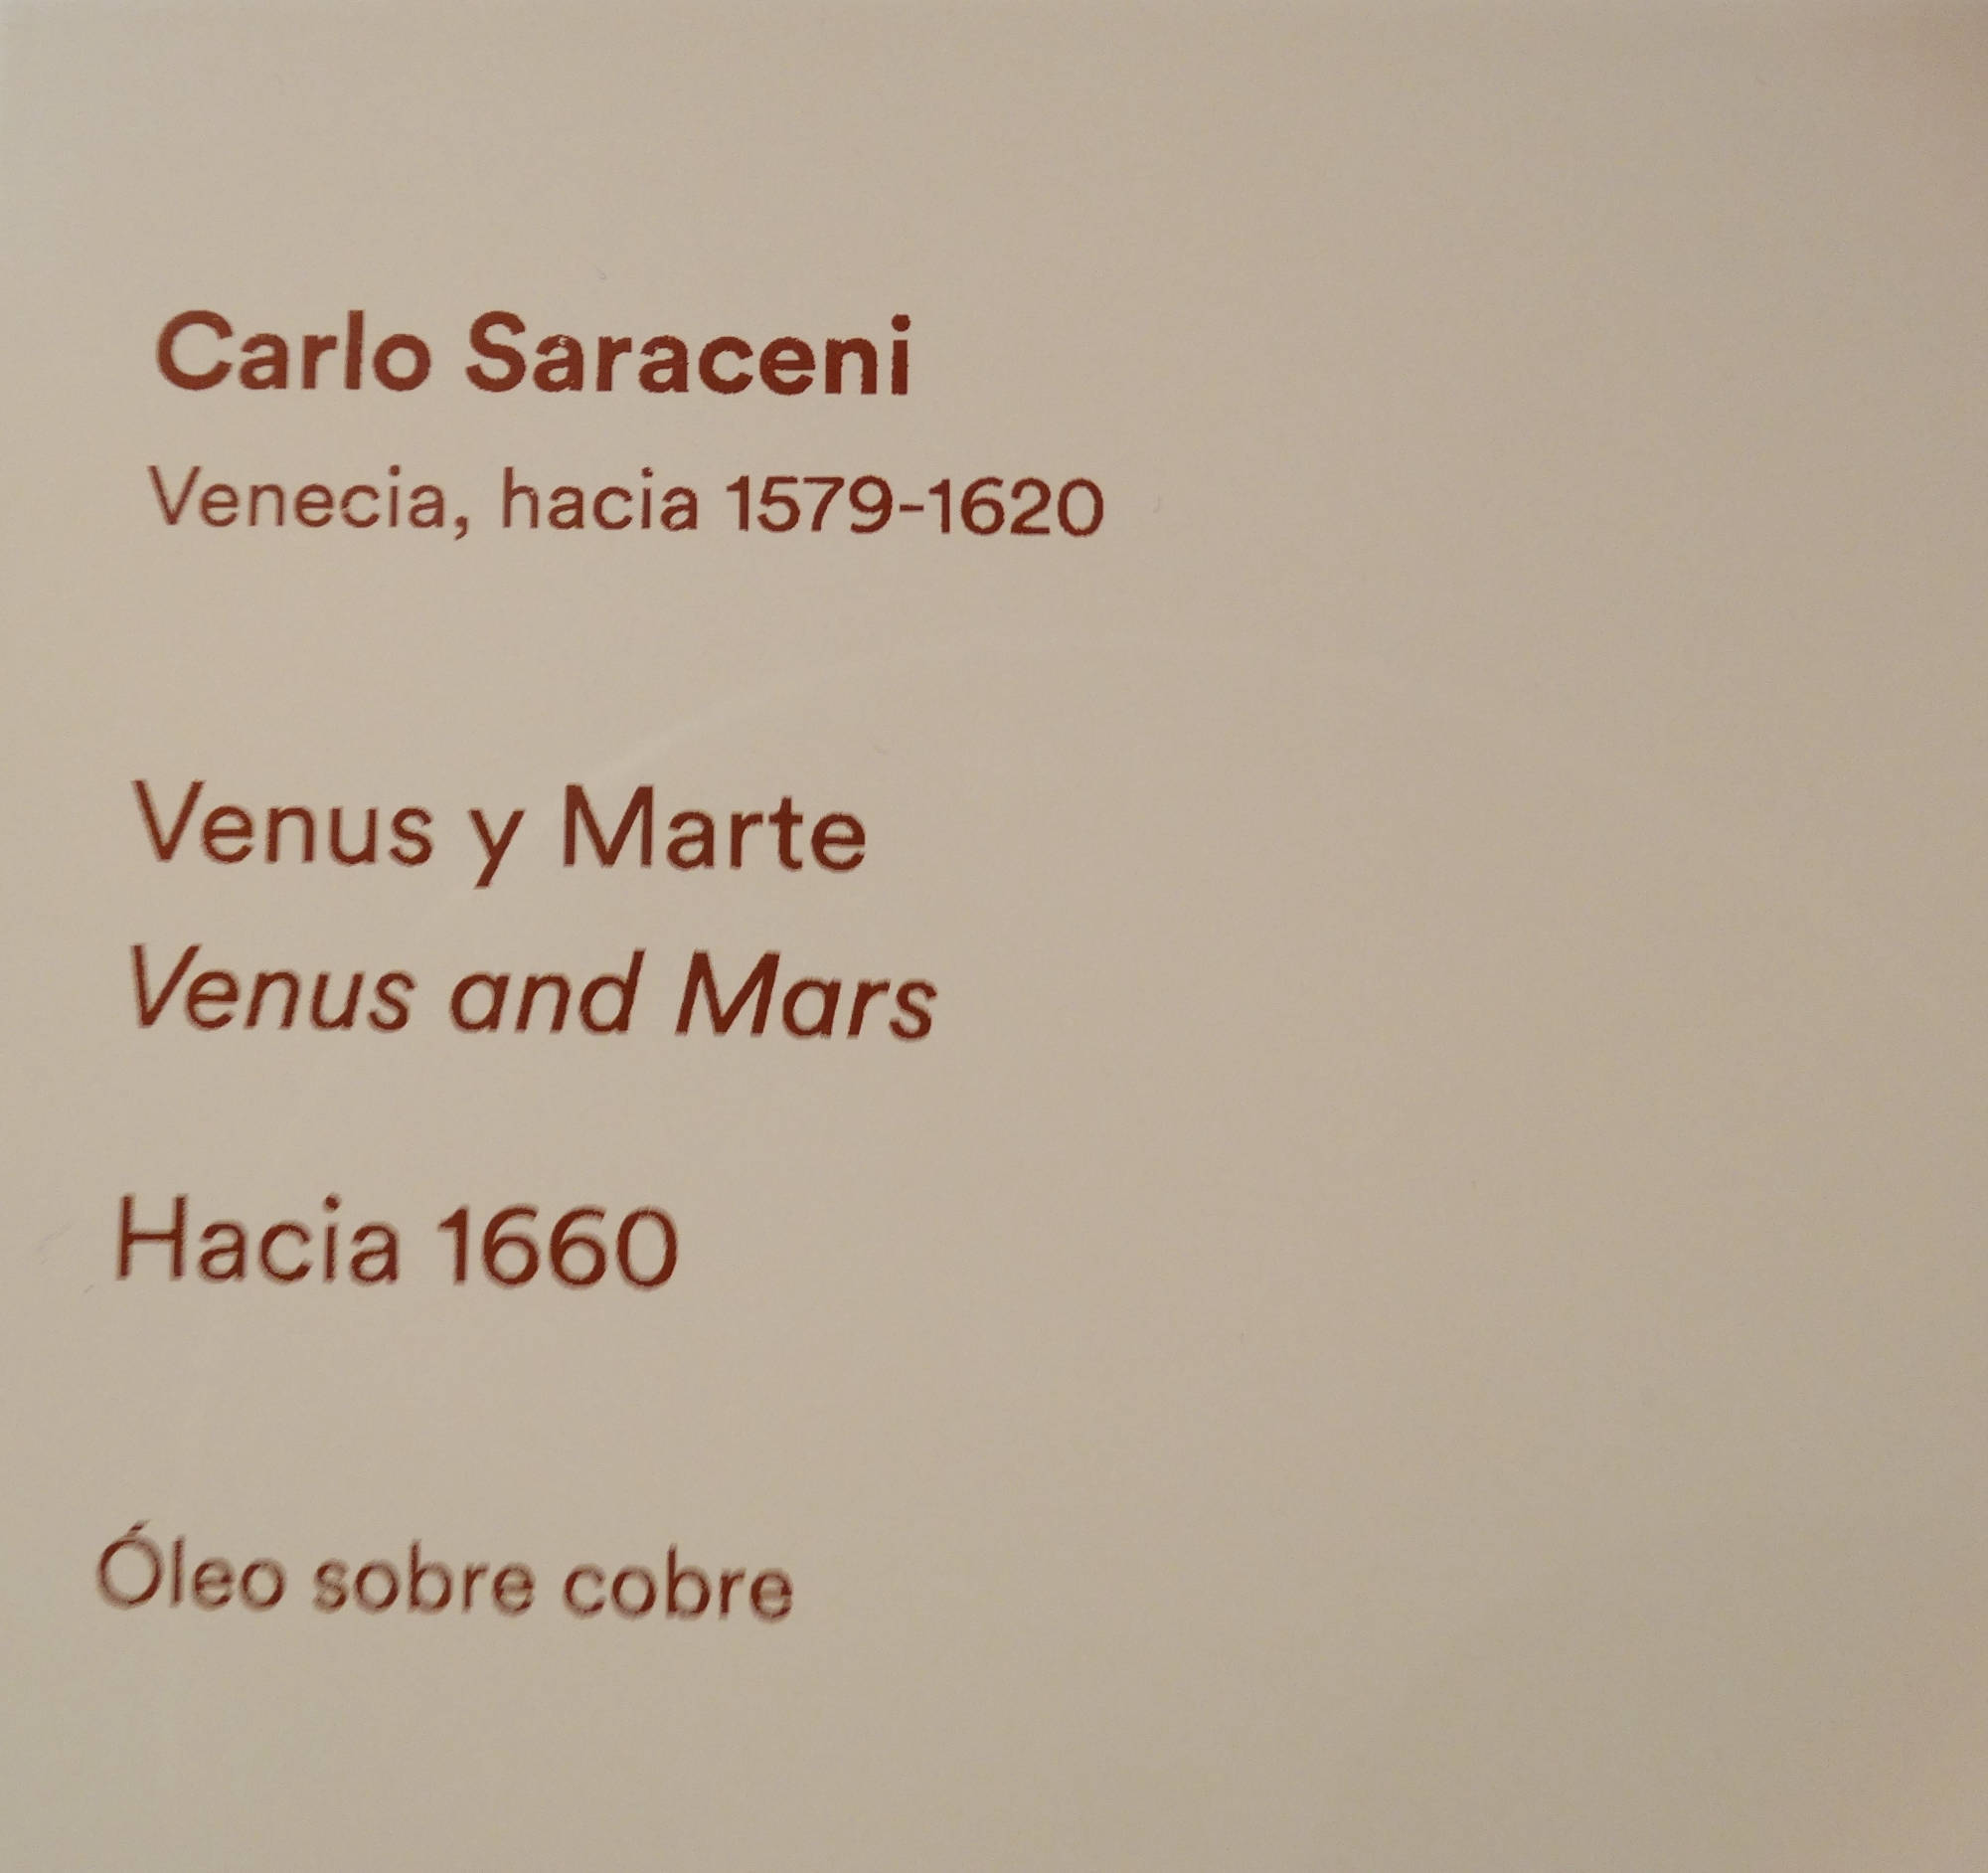 Carlo Saraceni
Venecia, hacia 1579-1620
Venus y Marte
Venus and Mars
Hacia 1660
Óleo sobre cobre